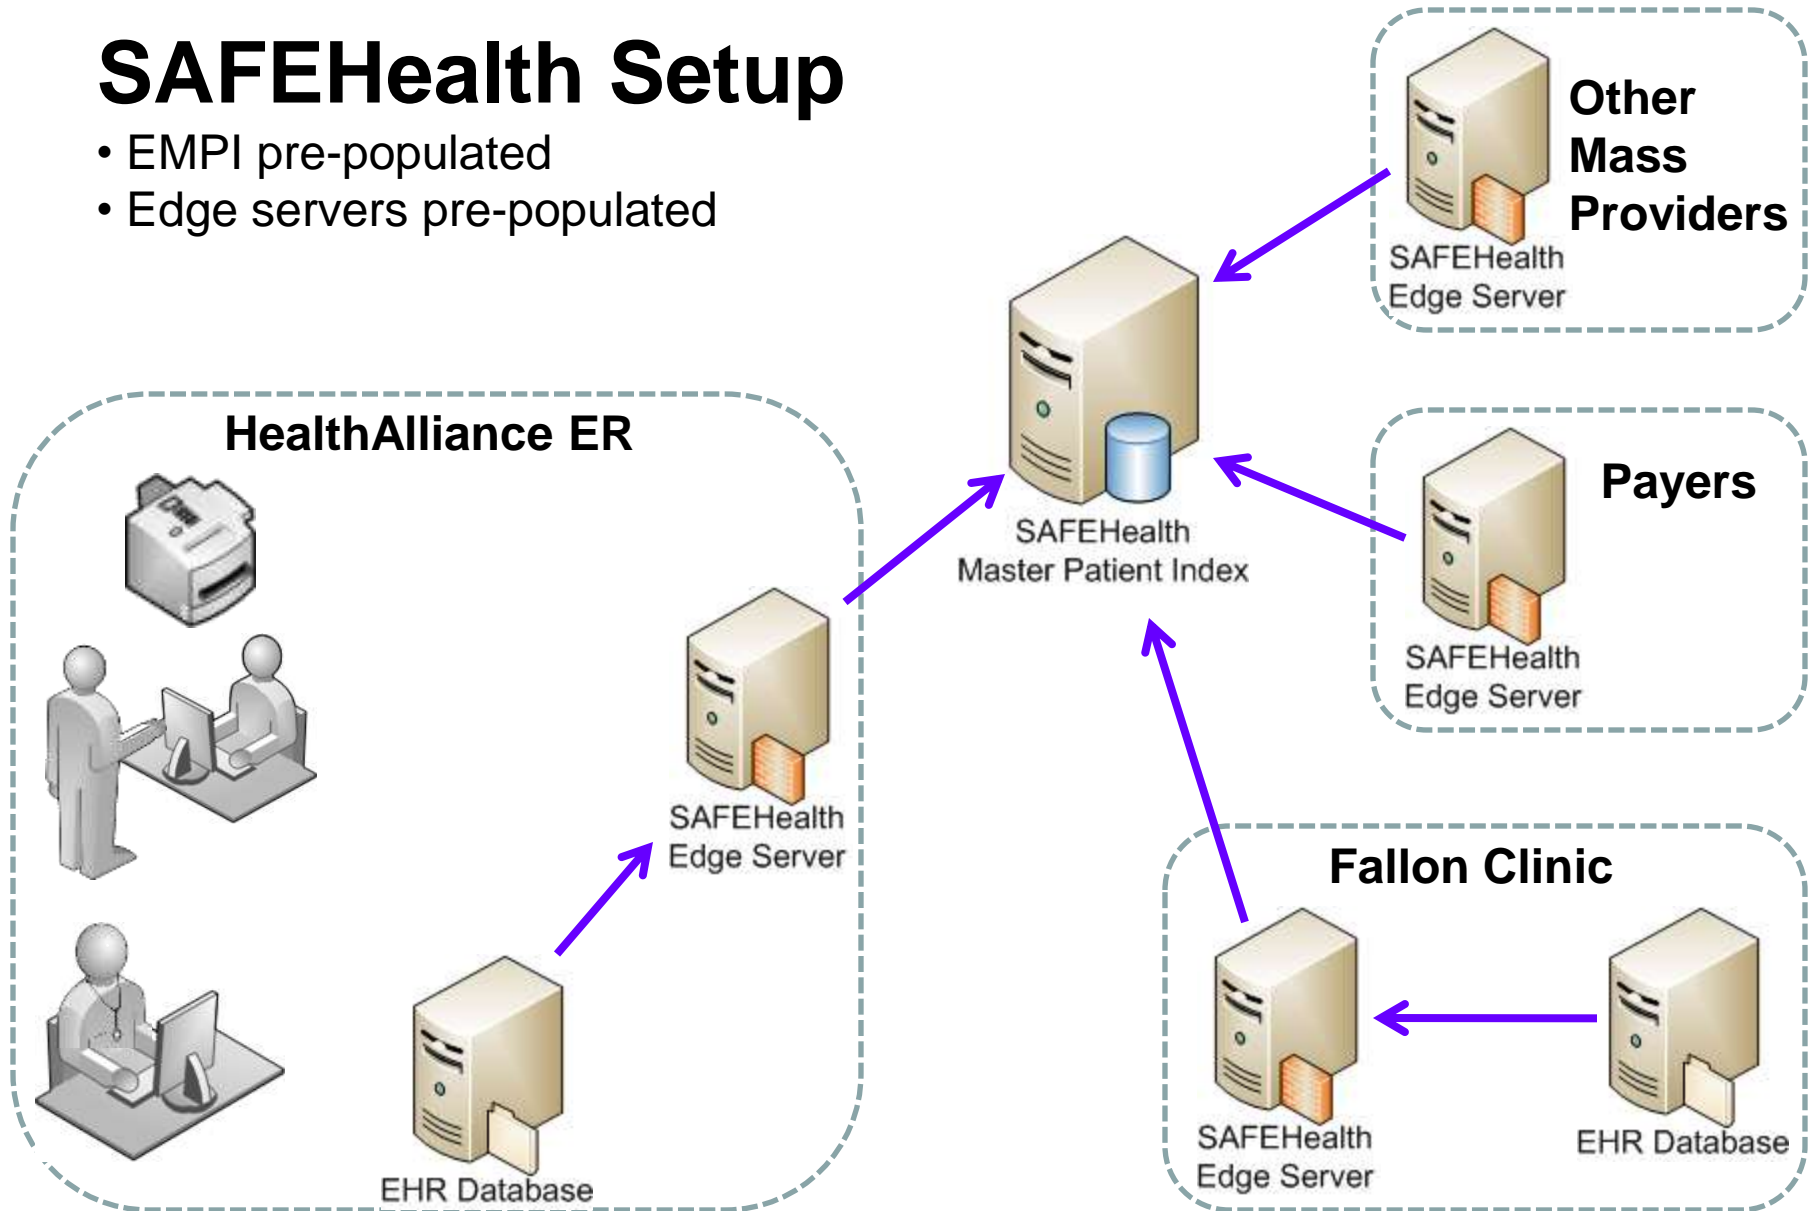 SAFEHealth Setup
• EMPI pre-populated
• Edge servers pre-populated
Other
Mass
Providers
SAFEHealth
Edge Server
SAFEHealth
Master Patient Index
HealthAlliance ER
Payers
SAFEHealth
Edge Server
SAFEHealth
Edge Server
EHR Database
Fallon Clinic
SAFEHealth
Edge Server
EHR Database